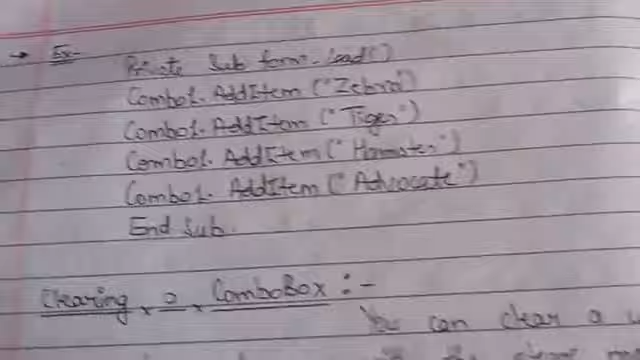 → Ex-
Private Sub form_Load()
Combo1.AddItem ("Zebra")
Combo1.AddItem ("Tiger")
Combo1.AddItem ("Hamster")
Combo1.AddItem ("Advocate")
End Sub.
Clearing a ComboBox :-
You can clear a